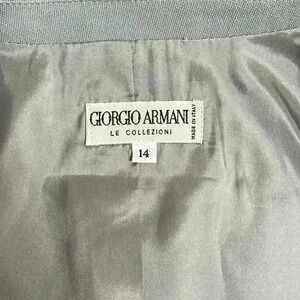 GIORGIO ARMANI
LE COLLEZIONI
MADE IN ITALY
14